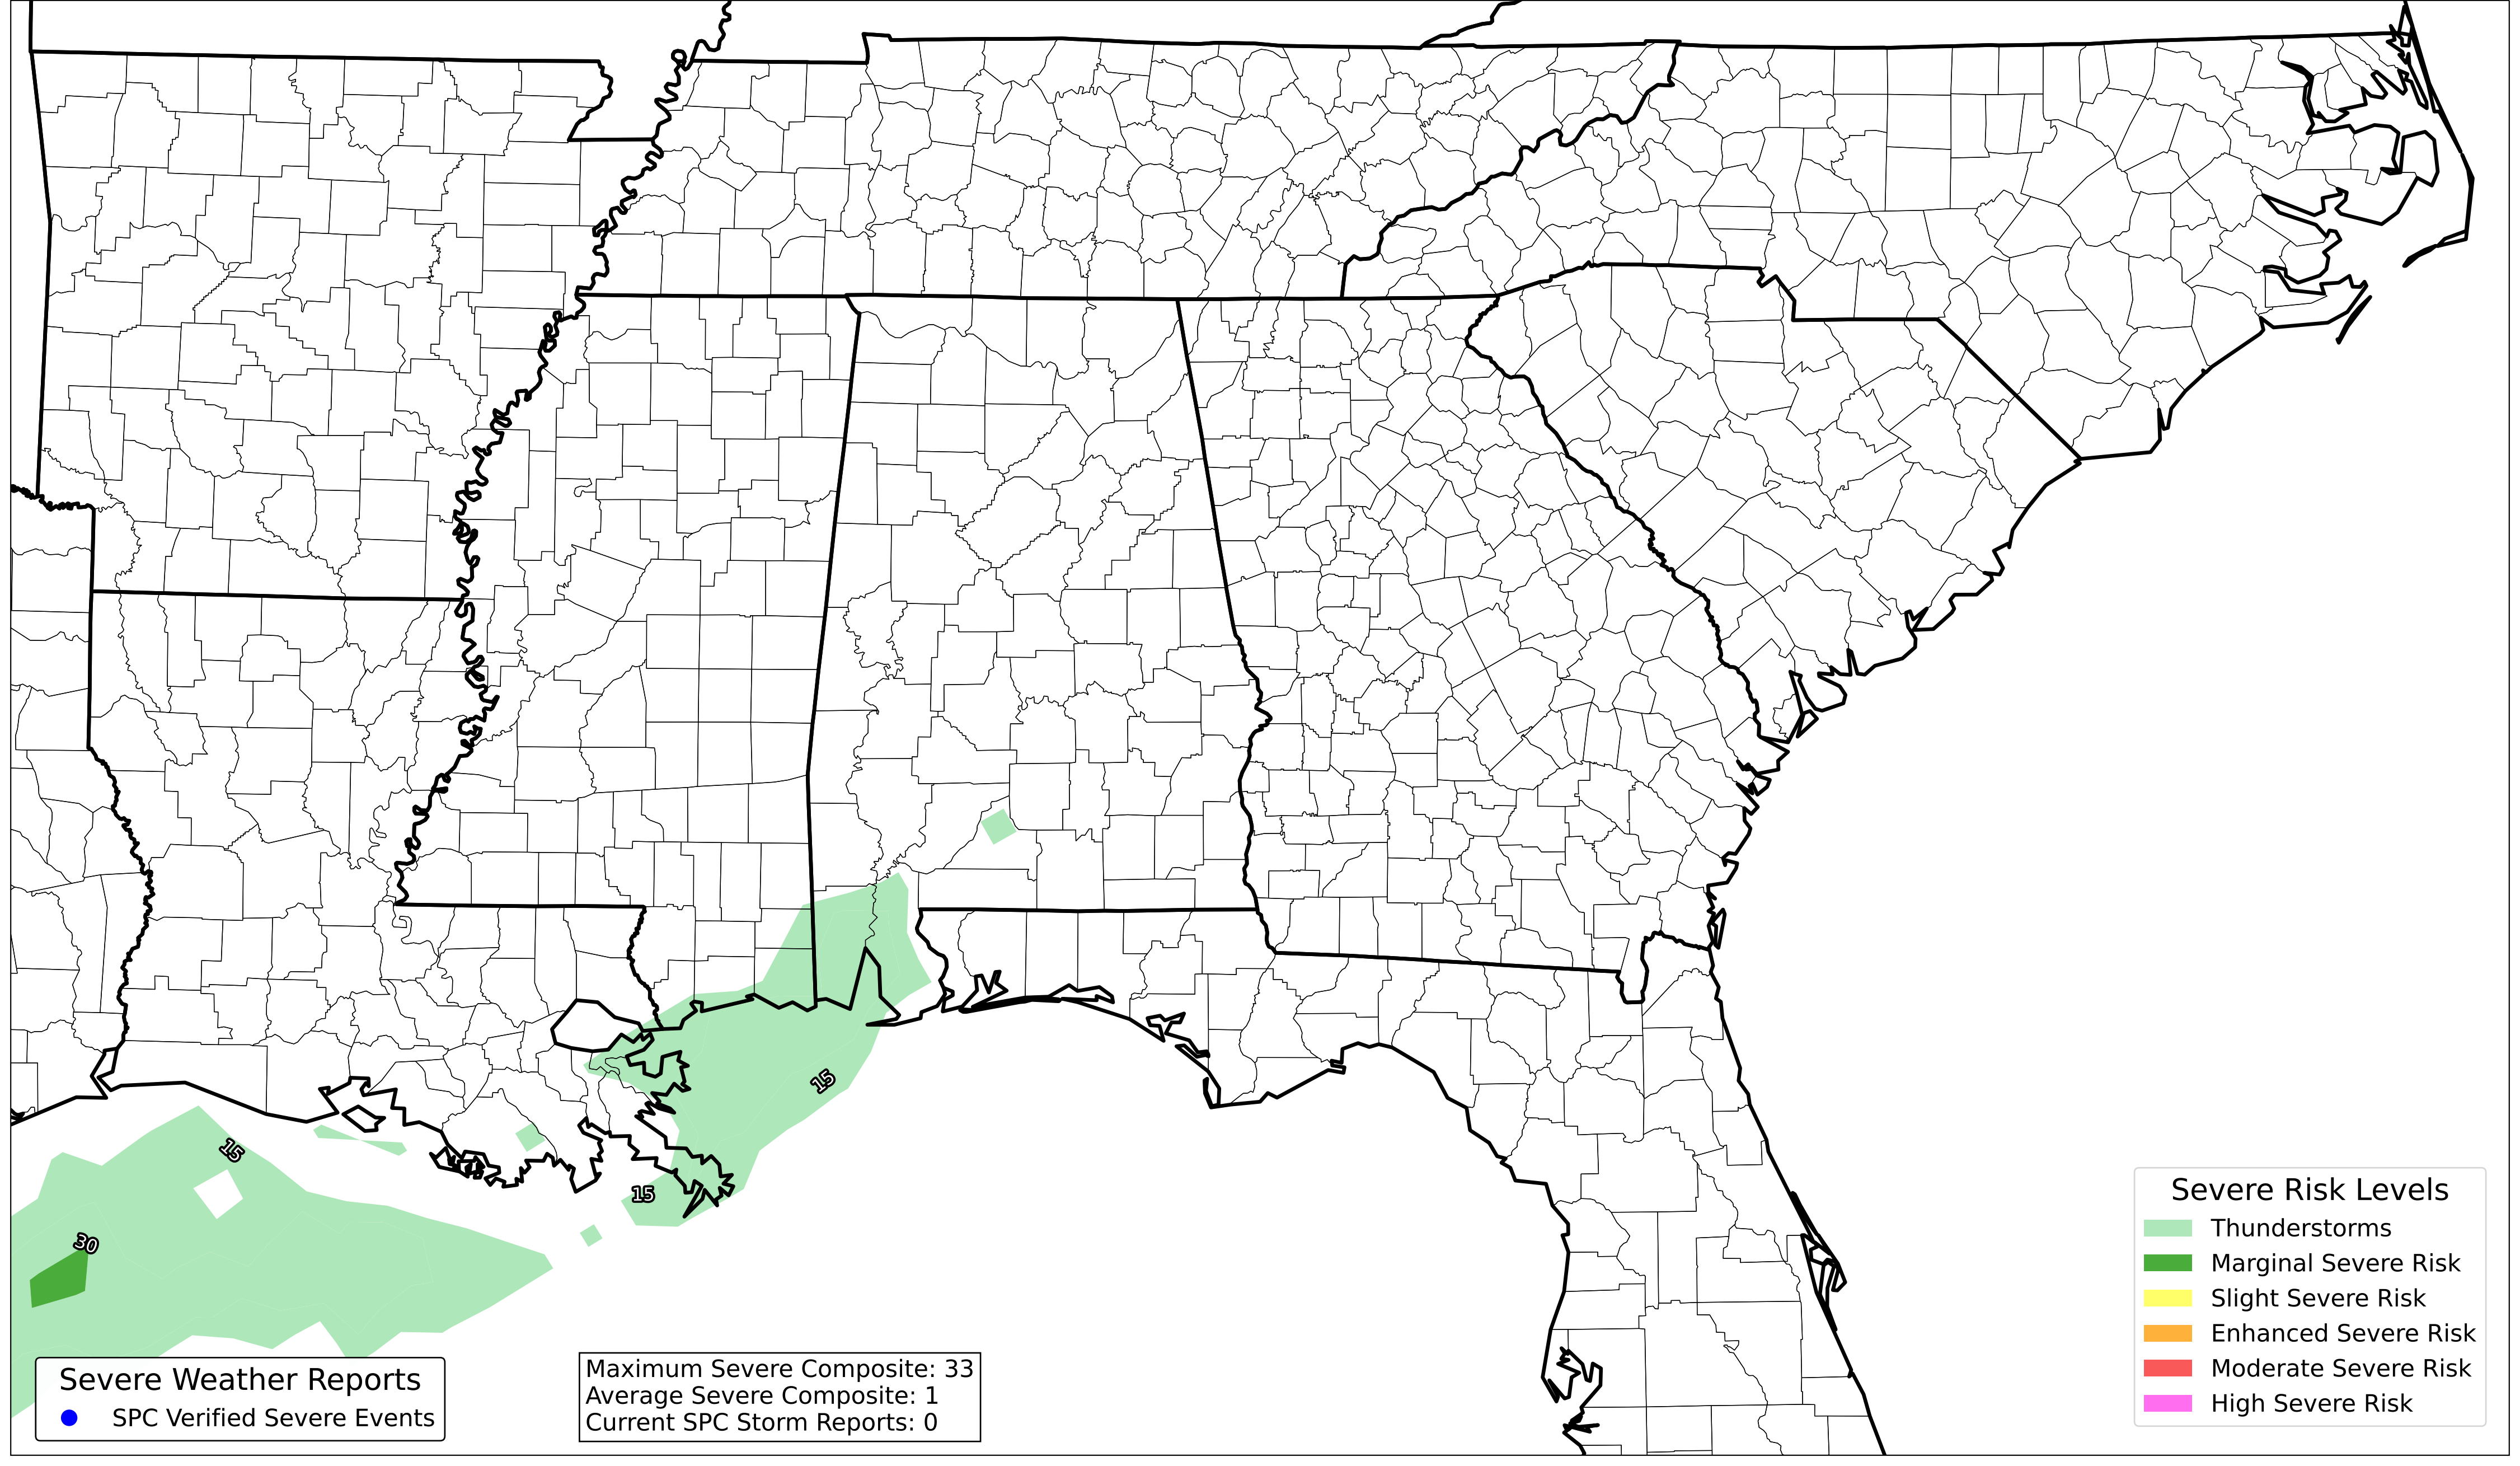 15
15
15
30
Severe Risk Levels
Thunderstorms
Marginal Severe Risk
Slight Severe Risk
Enhanced Severe Risk
Moderate Severe Risk
High Severe Risk
Severe Weather Reports
SPC Verified Severe Events
Maximum Severe Composite: 33
Average Severe Composite: 1
Current SPC Storm Reports: 0